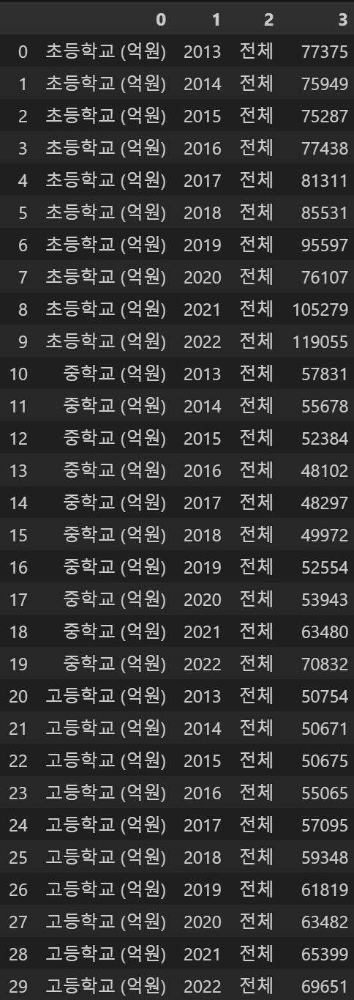 0 1 2 3
0 초등학교 (억원) 2013 전체 77375
1 초등학교 (억원) 2014 전체 75949
2 초등학교 (억원) 2015 전체 75287
3 초등학교 (억원) 2016 전체 77438
4 초등학교 (억원) 2017 전체 81311
5 초등학교 (억원) 2018 전체 85531
6 초등학교 (억원) 2019 전체 95597
7 초등학교 (억원) 2020 전체 76107
8 초등학교 (억원) 2021 전체 105279
9 초등학교 (억원) 2022 전체 119055
10 중학교 (억원) 2013 전체 57831
11 중학교 (억원) 2014 전체 55678
12 중학교 (억원) 2015 전체 52384
13 중학교 (억원) 2016 전체 48102
14 중학교 (억원) 2017 전체 48297
15 중학교 (억원) 2018 전체 49972
16 중학교 (억원) 2019 전체 52554
17 중학교 (억원) 2020 전체 53943
18 중학교 (억원) 2021 전체 63480
19 중학교 (억원) 2022 전체 70832
20 고등학교 (억원) 2013 전체 50754
21 고등학교 (억원) 2014 전체 50671
22 고등학교 (억원) 2015 전체 50675
23 고등학교 (억원) 2016 전체 55065
24 고등학교 (억원) 2017 전체 57095
25 고등학교 (억원) 2018 전체 59348
26 고등학교 (억원) 2019 전체 61819
27 고등학교 (억원) 2020 전체 63482
28 고등학교 (억원) 2021 전체 65399
29 고등학교 (억원) 2022 전체 69651